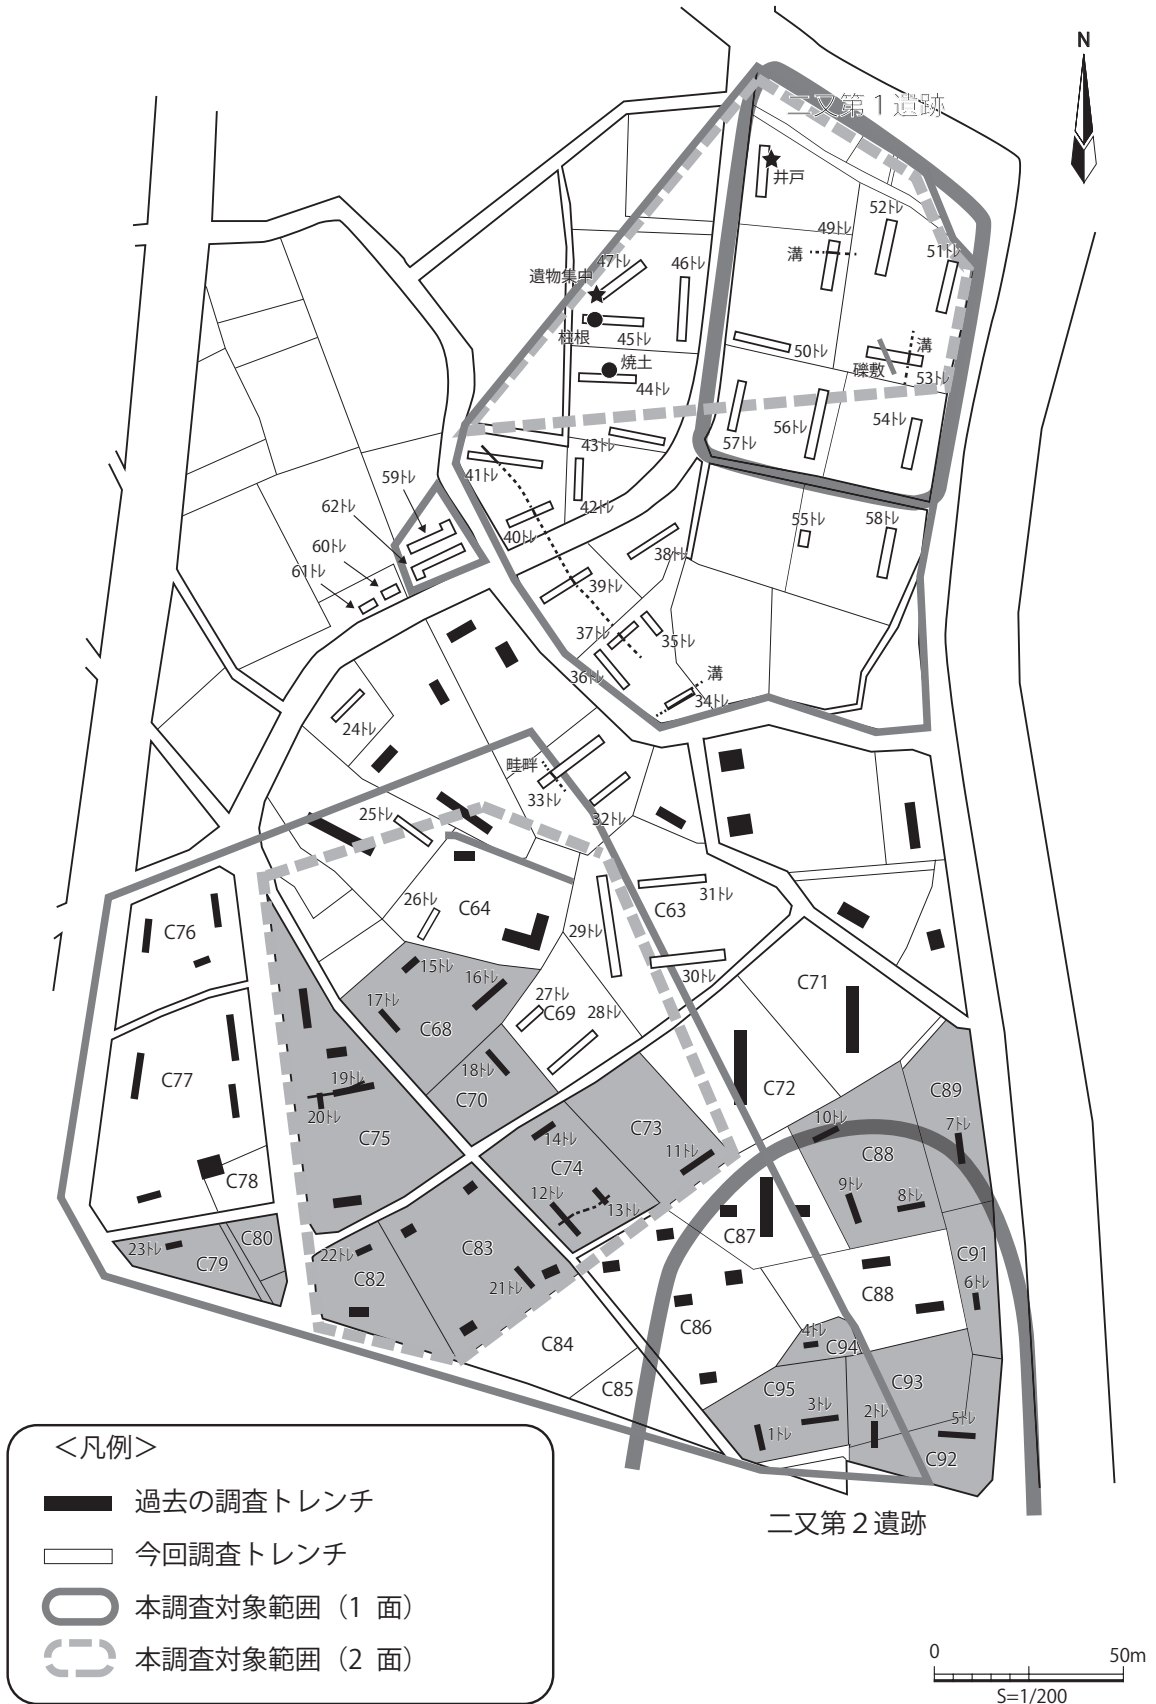 N
二又第１遺跡
井戸
52ﾄﾚ
49ﾄﾚ
溝
51ﾄﾚ
47ﾄﾚ
46ﾄﾚ
遺物集中
柱根
45ﾄﾚ
焼土
44ﾄﾚ
50ﾄﾚ
溝
礫敷
53ﾄﾚ
57ﾄﾚ
56ﾄﾚ
54ﾄﾚ
43ﾄﾚ
41ﾄﾚ
42ﾄﾚ
40ﾄﾚ
59ﾄﾚ
62ﾄﾚ
60ﾄﾚ
61ﾄﾚ
55ﾄﾚ
58ﾄﾚ
38ﾄﾚ
39ﾄﾚ
37ﾄﾚ
35ﾄﾚ
36ﾄﾚ
溝
34ﾄﾚ
24ﾄﾚ
畦畔
33ﾄﾚ
32ﾄﾚ
25ﾄﾚ
31ﾄﾚ
26ﾄﾚ
C64
C63
29ﾄﾚ
C76
15ﾄﾚ
16ﾄﾚ
30ﾄﾚ
C71
17ﾄﾚ
27ﾄﾚ
C69
28ﾄﾚ
C68
18ﾄﾚ
C77
19ﾄﾚ
C70
C72
C89
20ﾄﾚ
C75
14ﾄﾚ
C73
10ﾄﾚ
7ﾄﾚ
C74
11ﾄﾚ
C88
C78
12ﾄﾚ
13ﾄﾚ
9ﾄﾚ
8ﾄﾚ
23ﾄﾚ
C79
C80
22ﾄﾚ
C82
C83
21ﾄﾚ
C87
C91
6ﾄﾚ
C88
C86
4ﾄﾚ
C94
C84
C85
C95
3ﾄﾚ
1ﾄﾚ
C93
2ﾄﾚ
5ﾄﾚ
C92
二又第２遺跡
＜凡例＞
過去の調査トレンチ
今回調査トレンチ
本調査対象範囲（1 面）
本調査対象範囲（2 面）
0
50m
S=1/200